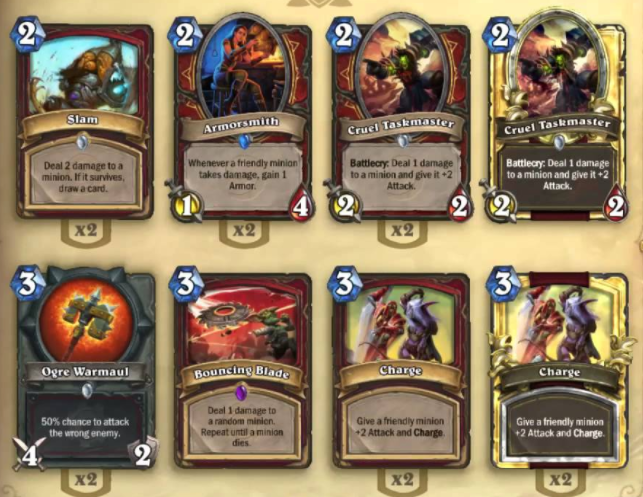 2
Slam
Deal 2 damage to a
minion. If it survives,
draw a card.
x2
2
Armorsmith
Whenever a friendly minion
takes damage, gain 1
Armor.
1
4
x2
2
Cruel Taskmaster
Battlecry: Deal 1 damage
to a minion and give it +2
Attack.
2
2
x2
2
Cruel Taskmaster
Battlecry: Deal 1 damage
to a minion and give it +2
Attack.
2
2
3
Ogre Warmaul
50% chance to attack
the wrong enemy.
4
2
x2
3
Bouncing Blade
Deal 1 damage to
a random minion.
Repeat until a minion
dies.
3
Charge
Give a friendly minion
+2 Attack and Charge.
x2
3
Charge
Give a friendly minion
+2 Attack and Charge.
x2